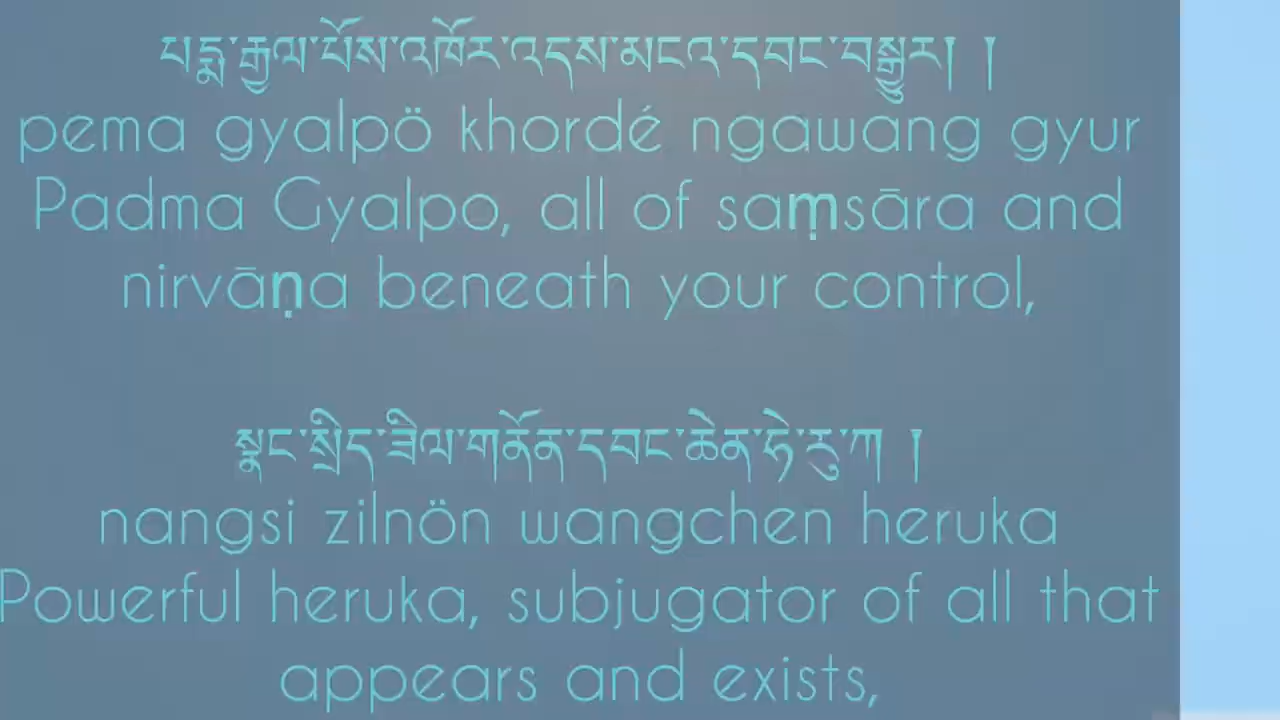 པདྨ་རྒྱལ་པོས་འཁོར་འདས་མངའ་དབང་བསྒྱུར། །
pema gyalpö khordé ngawang gyur
Padma Gyalpo, all of saṃsāra and
nirvāṇa beneath your control,
སྣང་སྲིད་ཟིལ་གནོན་དབང་ཆེན་ཧེ་རུ་ཀ །
nangsi zilnön wangchen heruka
Powerful heruka, subjugator of all that
appears and exists,